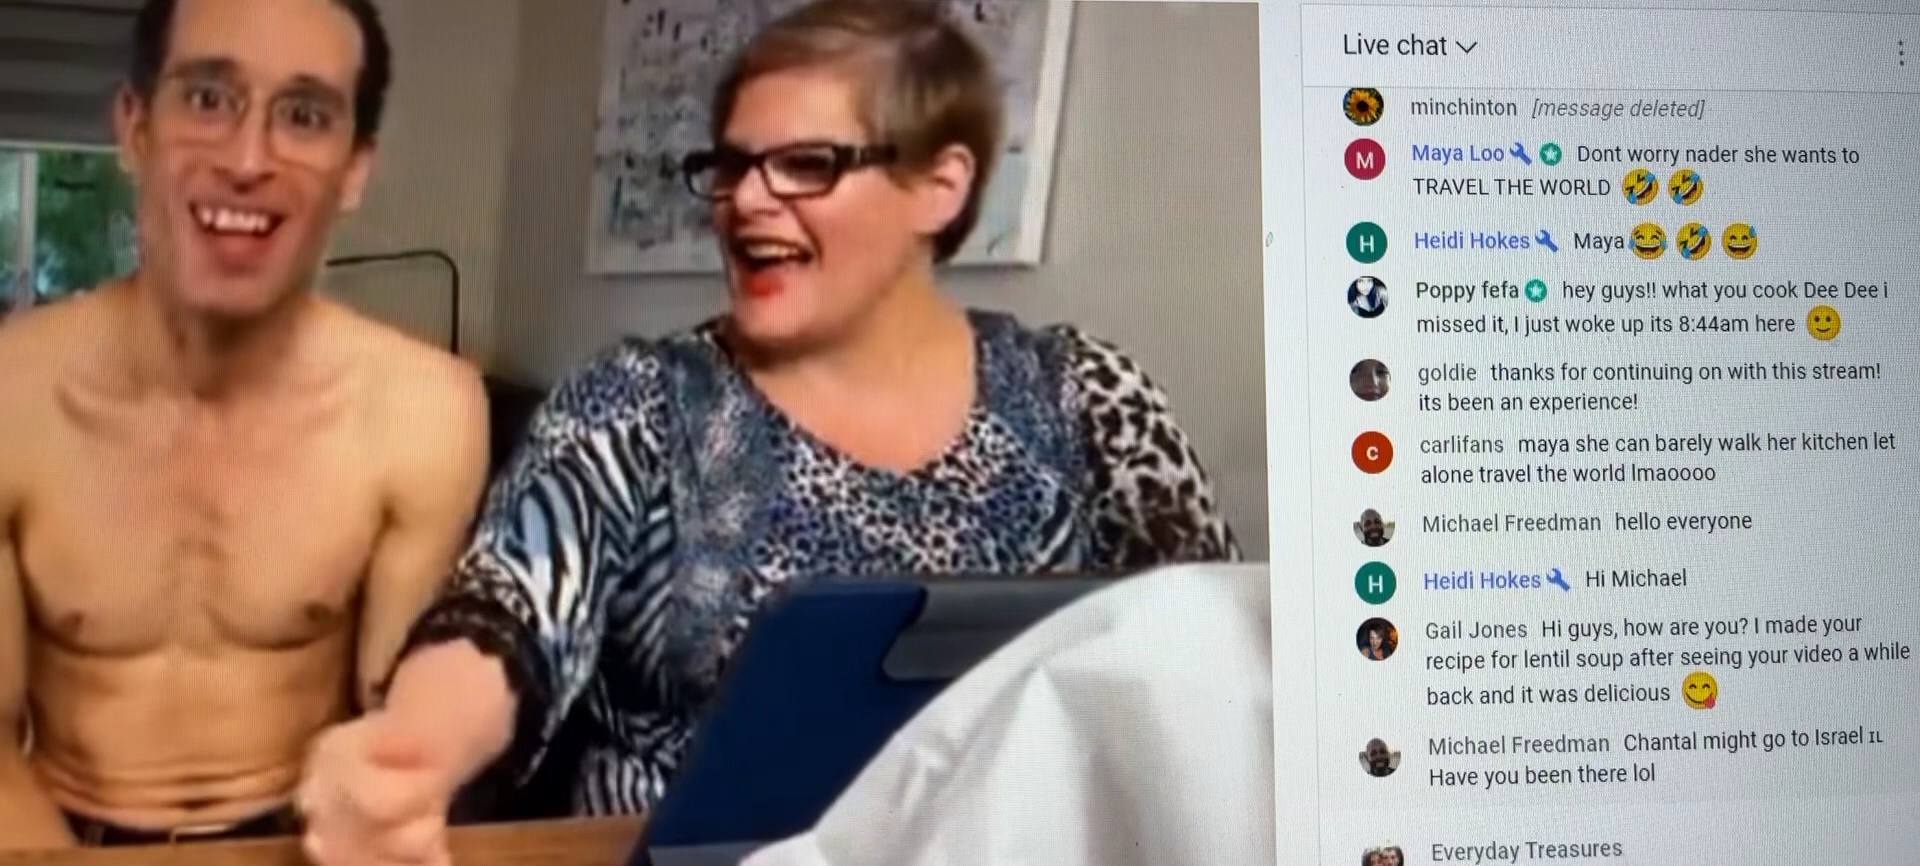 Live chat
minchinton [message deleted]
Maya Loo Dont worry nader she wants to
TRAVEL THE WORLD 🤣 🤣
Heidi Hokes Maya 😂 🤣 😅
Poppy fefa hey guys!! what you cook Dee Dee i
missed it, I just woke up its 8:44am here 🙂
goldie thanks for continuing on with this stream!
its been an experience!
carlifans maya she can barely walk her kitchen let
alone travel the world lmaoooo
Michael Freedman hello everyone
Heidi Hokes Hi Michael
Gail Jones Hi guys, how are you? I made your
recipe for lentil soup after seeing your video a while
back and it was delicious 😋
Michael Freedman Chantal might go to Israel IL
Have you been there lol
Everyday Treasures
M
H
C
H